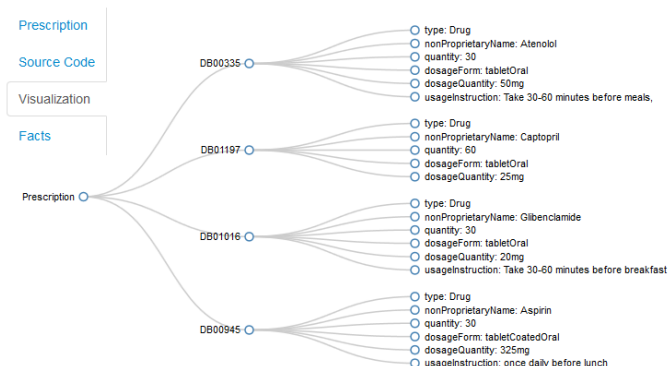 Prescription
Source Code
Visualization
Facts
Prescription
DB00335
type: Drug
nonProprietaryName: Atenolol
quantity: 30
dosageForm: tabletOral
dosageQuantity: 50mg
usageInstruction: Take 30-60 minutes before meals,
DB01197
type: Drug
nonProprietaryName: Captopril
quantity: 60
dosageForm: tabletOral
dosageQuantity: 25mg
DB01016
type: Drug
nonProprietaryName: Glibenclamide
quantity: 30
dosageForm: tabletOral
dosageQuantity: 20mg
usageInstruction: Take 30-60 minutes before breakfast
DB00945
type: Drug
nonProprietaryName: Aspirin
quantity: 30
dosageForm: tabletCoatedOral
dosageQuantity: 325mg
usageInstruction: once daily before lunch